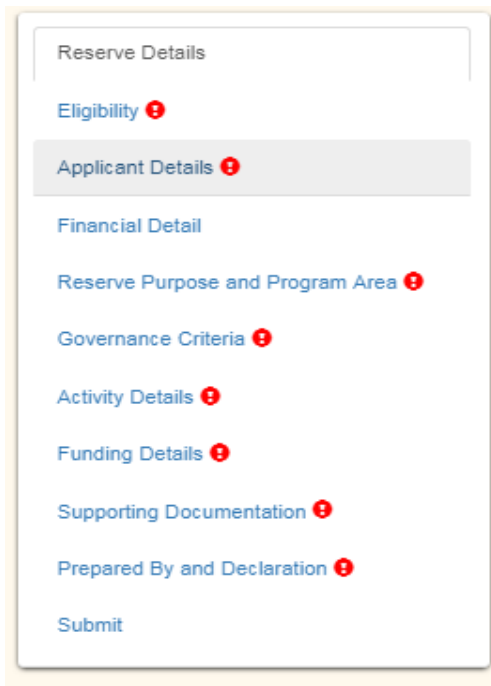 Reserve Details
Eligibility
Applicant Details
Financial Detail
Reserve Purpose and Program Area
Governance Criteria
Activity Details
Funding Details
Supporting Documentation
Prepared By and Declaration
Submit